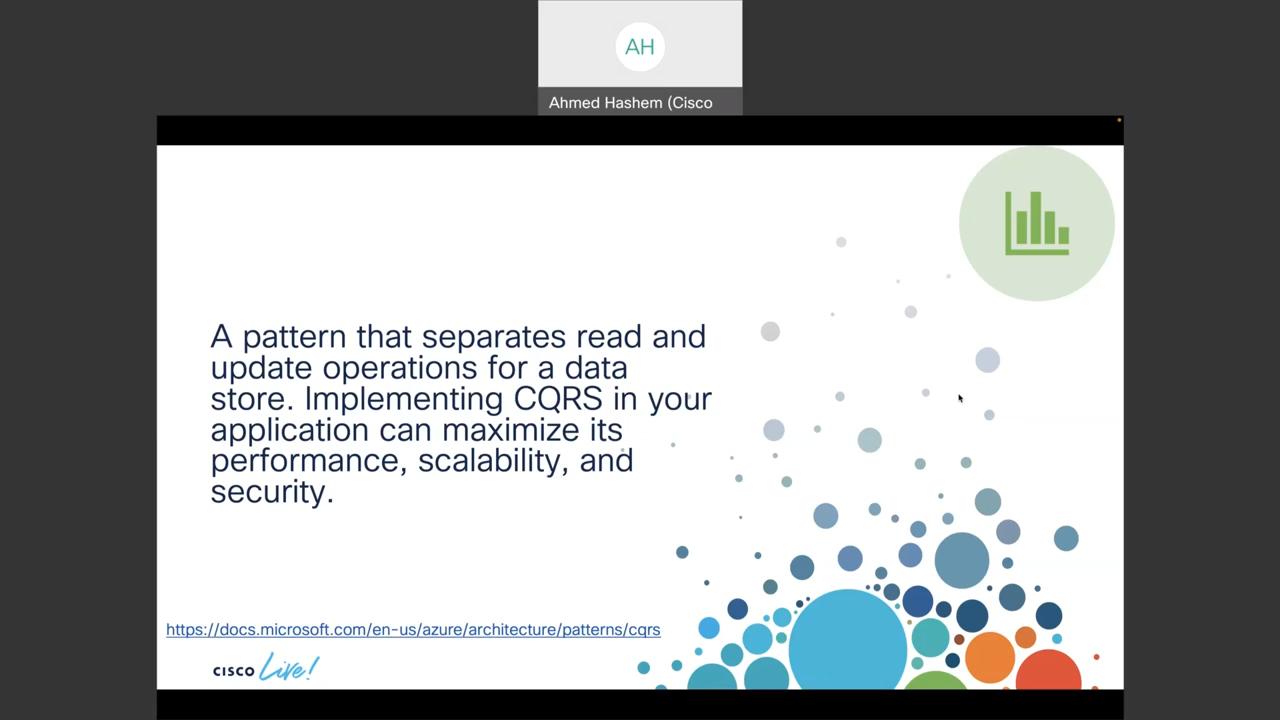 AH
Ahmed Hashem (Cisco
A pattern that separates read and
update operations for a data
store. Implementing CQRS in your
application can maximize its
performance, scalability, and
security.
https://docs.microsoft.com/en-us/azure/architecture/patterns/cqrs
CISCO Live!